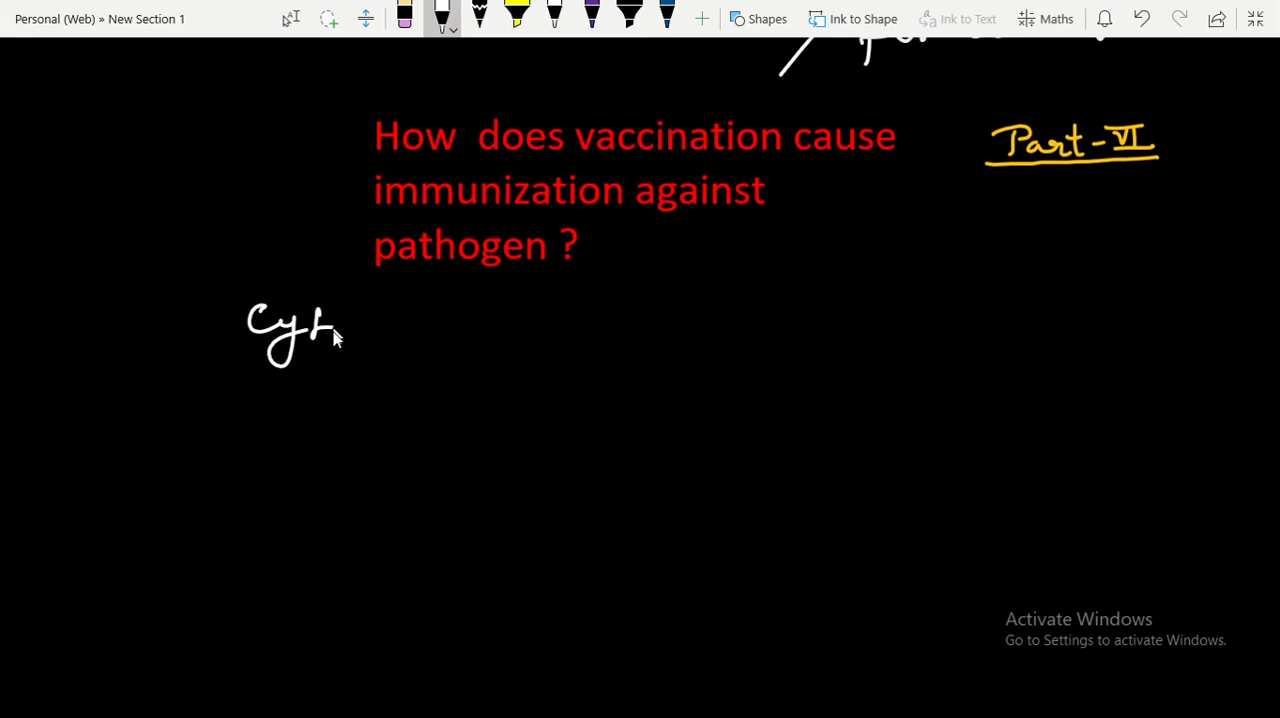 Personal (Web) » New Section 1
Shapes
Ink to Shape
Ink to Text
Maths
How does vaccination cause
immunization against
pathogen ?
Part-VI
Cyt
Activate Windows
Go to Settings to activate Windows.